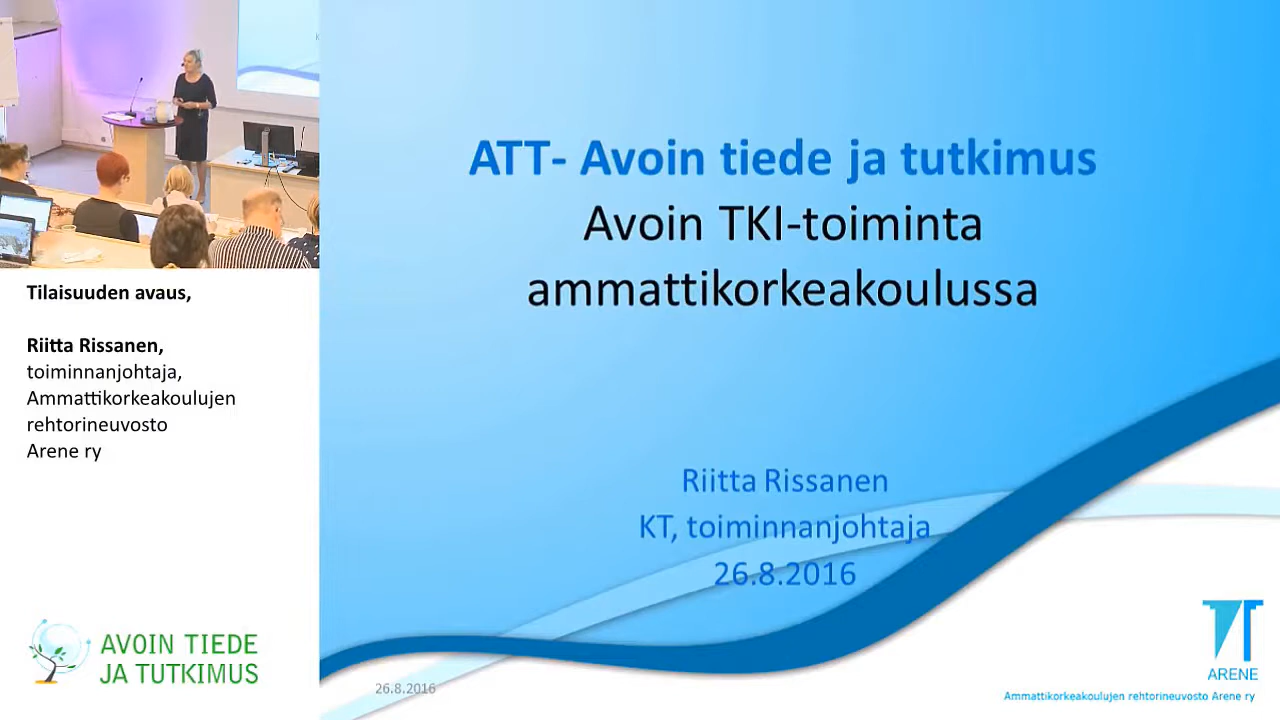 Tilaisuuden avaus,
Riitta Rissanen,
toiminnanjohtaja,
Ammattikorkeakoulujen
rehtorineuvosto
Arene ry
AVOIN TIEDE
JA TUTKIMUS
ATT- Avoin tiede ja tutkimus
Avoin TKI-toiminta
ammattikorkeakoulussa
Riitta Rissanen
KT, toiminnanjohtaja
26.8.2016
26.8.2016
ARENE
Ammattikorkeakoulujen rehtorineuvosto Arene ry